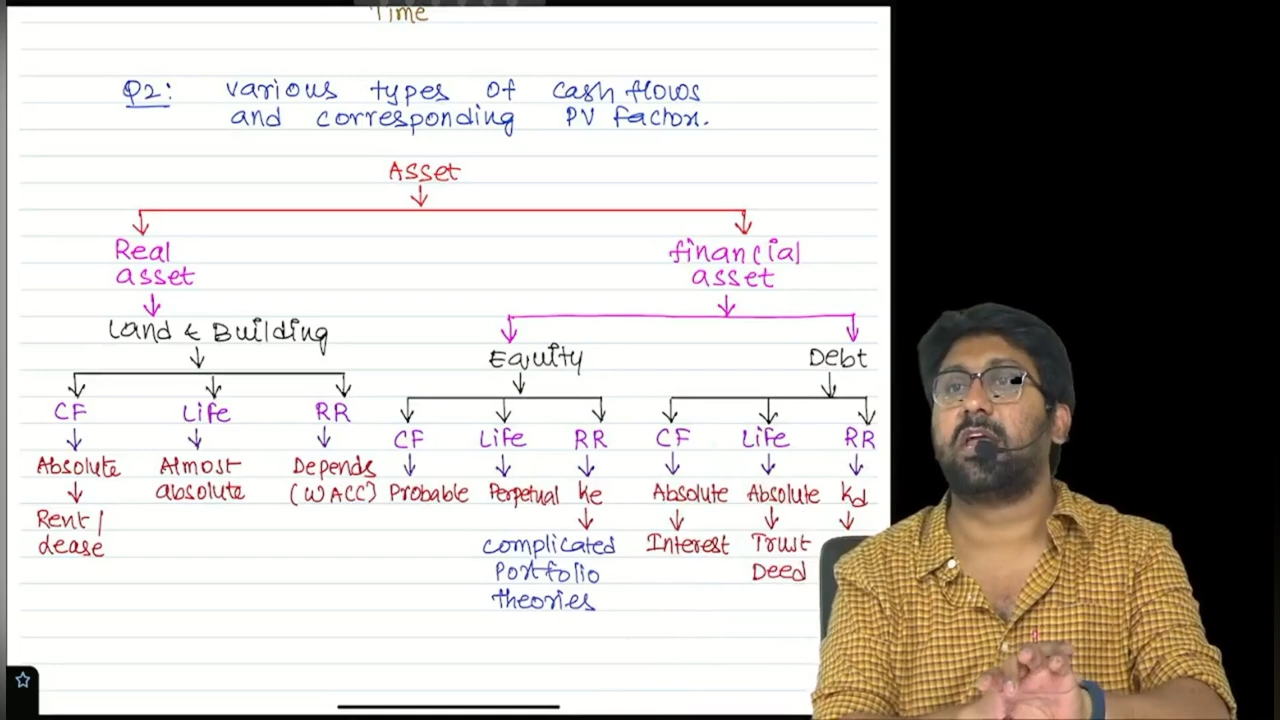 Time
Q2: various types of cash flows
and corresponding PV factor.
Asset
Real
asset
financial
asset
Land & Building
Equity
Debt
CF Life RR
CF Life RR
CF Life RR
Absolute Almost absolute Depends (WACC)
Probable Perpetual ke
Absolute Absolute kd
Rent/
dease
complicated
Portfolio
theories
Interest
Trust
Deed